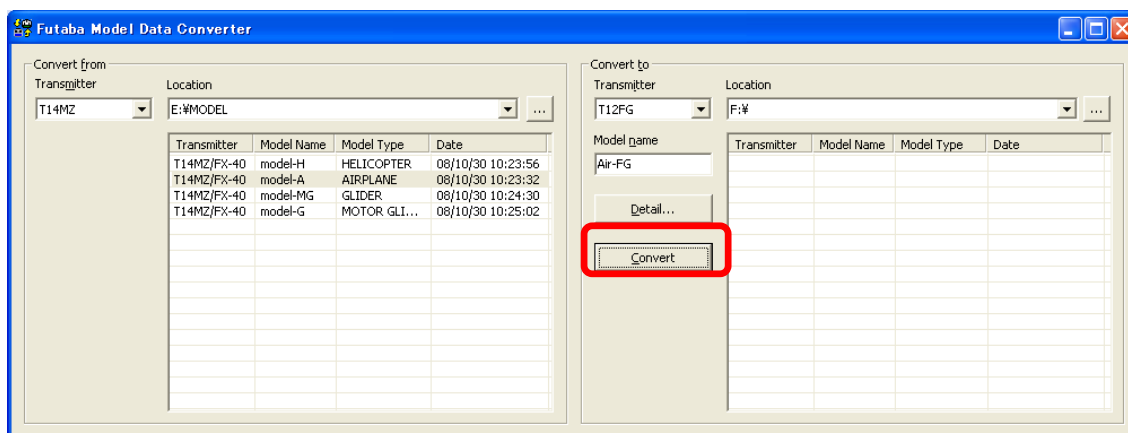 Futaba Model Data Converter
Convert from
Transmitter Location
T14MZ E:¥MODEL ...
Transmitter Model Name Model Type Date
T14MZ/FX-40 model-H HELICOPTER 08/10/30 10:23:56
T14MZ/FX-40 model-A AIRPLANE 08/10/30 10:23:32
T14MZ/FX-40 model-MG GLIDER 08/10/30 10:24:30
T14MZ/FX-40 model-G MOTOR GLI... 08/10/30 10:25:02
Convert to
Transmitter Location
T12FG F:¥ ...
Model name
Air-FG
Detail...
Convert
Transmitter Model Name Model Type Date